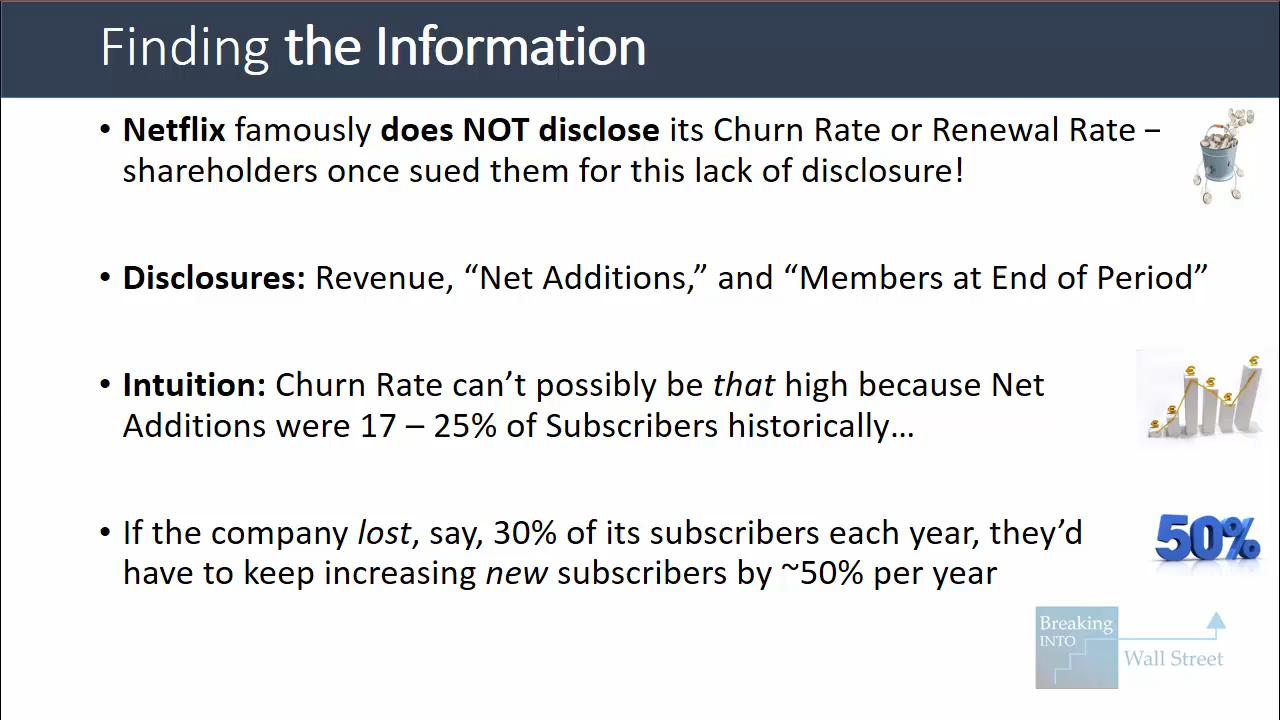 Finding the Information
• Netflix famously does NOT disclose its Churn Rate or Renewal Rate –
shareholders once sued them for this lack of disclosure!
• Disclosures: Revenue, “Net Additions,” and “Members at End of Period”
• Intuition: Churn Rate can’t possibly be that high because Net
Additions were 17 – 25% of Subscribers historically…
• If the company lost, say, 30% of its subscribers each year, they’d
have to keep increasing new subscribers by ~50% per year
50%
Breaking
INTO
Wall Street